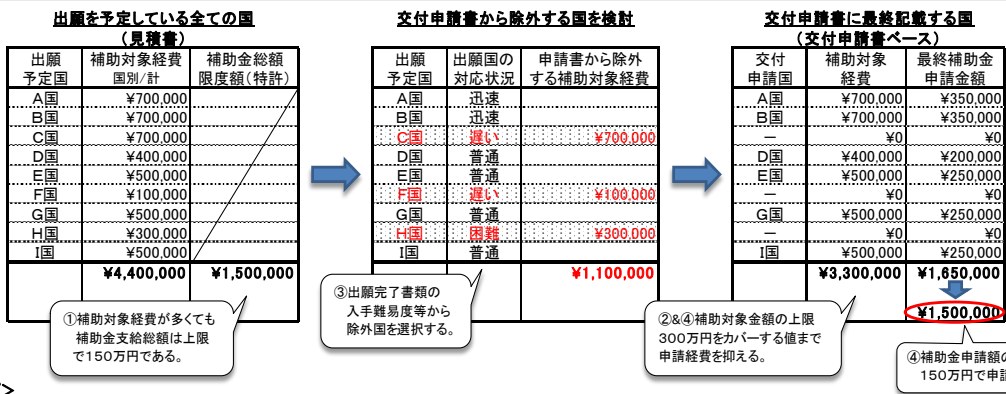 出願を予定している全ての国
(見積書)
出願
予定国
補助対象経費
国別/計
補助金総額
限度額(特許)
A国 ¥700,000
B国 ¥700,000
C国 ¥700,000
D国 ¥400,000
E国 ¥500,000
F国 ¥100,000
G国 ¥500,000
H国 ¥300,000
I国 ¥500,000
¥4,400,000 ¥1,500,000
①補助対象経費が多くても
補助金支給総額は上限
で150万円である。
交付申請書から除外する国を検討
出願
予定国
出願国の
対応状況
申請書から除外
する補助対象経費
A国 迅速
B国 迅速
C国 遅い ¥700,000
D国 普通
E国 普通
F国 遅い ¥100,000
G国 普通
H国 困難 ¥300,000
I国 普通
¥1,100,000
③出願完了書類の
入手難易度等から
除外国を選択する。
交付申請書に最終記載する国
(交付申請書ベース)
交付
申請国
補助対象
経費
最終補助金
申請金額
A国 ¥700,000 ¥350,000
B国 ¥700,000 ¥350,000
ー ¥0 ¥0
D国 ¥400,000 ¥200,000
E国 ¥500,000 ¥250,000
ー ¥0 ¥0
G国 ¥500,000 ¥250,000
ー ¥0 ¥0
I国 ¥500,000 ¥250,000
¥3,300,000 ¥1,650,000
¥1,500,000
②&④補助対象金額の上限
300万円をカバーする値まで
申請経費を抑える。
④補助金申請額の
150万円で申請
>